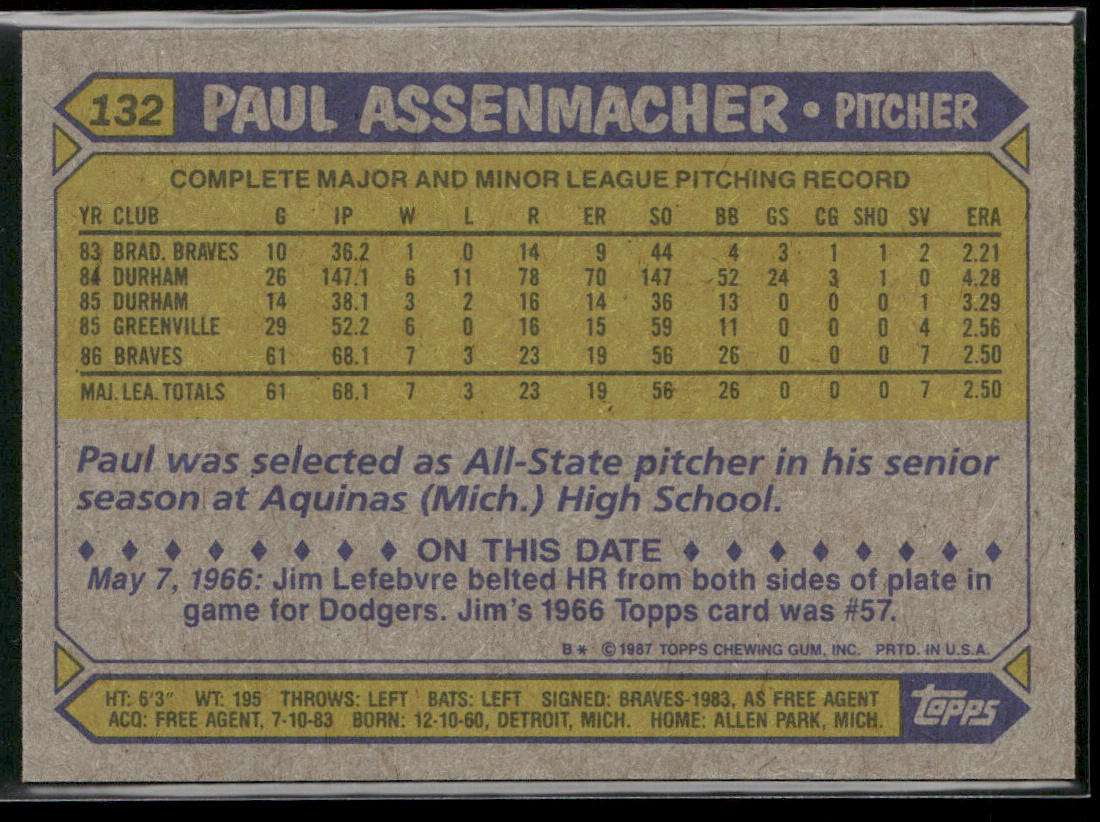 132 PAUL ASSENMACHER • PITCHER
COMPLETE MAJOR AND MINOR LEAGUE PITCHING RECORD
YR CLUB G IP W L R ER SO BB GS CG SHO SV ERA
83 BRAD. BRAVES 10 36.2 1 0 14 9 44 4 3 1 1 2 2.21
84 DURHAM 26 147.1 6 11 78 70 147 52 24 3 1 0 4.28
85 DURHAM 14 38.1 3 2 16 14 36 13 0 0 0 1 3.29
85 GREENVILLE 29 52.2 6 0 16 15 59 11 0 0 0 4 2.56
86 BRAVES 61 68.1 7 3 23 19 56 26 0 0 0 7 2.50
MAJ. LEA. TOTALS 61 68.1 7 3 23 19 56 26 0 0 0 7 2.50
Paul was selected as All-State pitcher in his senior
season at Aquinas (Mich.) High School.
♦ ♦ ♦ ♦ ♦ ♦ ♦ ♦ ON THIS DATE ♦ ♦ ♦ ♦ ♦ ♦ ♦ ♦
May 7, 1966: Jim Lefebvre belted HR from both sides of plate in
game for Dodgers. Jim's 1966 Topps card was #57.
B* ©1987 TOPPS CHEWING GUM, INC. PRTD. IN U.S.A.
HT: 6'3" WT: 195 THROWS: LEFT BATS: LEFT SIGNED: BRAVES-1983, AS FREE AGENT
ACQ: FREE AGENT, 7-10-83 BORN: 12-10-60, DETROIT, MICH. HOME: ALLEN PARK, MICH.
topps